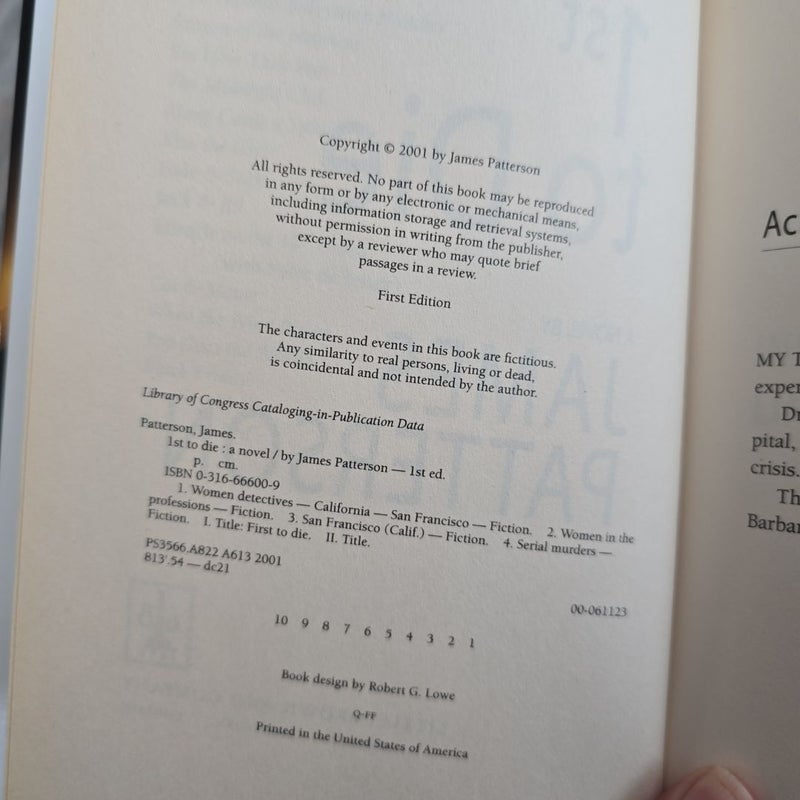 Copyright © 2001 by James Patterson
All rights reserved. No part of this book may be reproduced
in any form or by any electronic or mechanical means,
including information storage and retrieval systems,
without permission in writing from the publisher,
except by a reviewer who may quote brief
passages in a review.
First Edition
The characters and events in this book are fictitious.
Any similarity to real persons, living or dead,
is coincidental and not intended by the author.
Library of Congress Cataloging-in-Publication Data
Patterson, James.
1st to die : a novel / by James Patterson — 1st ed.
p. cm.
ISBN 0-316-66600-9
1. Women detectives — California — San Francisco — Fiction. 2. Women in the
professions — Fiction. 3. San Francisco (Calif.) — Fiction. 4. Serial murders —
Fiction. I. Title: First to die. II. Title.
PS3566.A822 A613 2001
813'.54 — dc21
00-061123
10 9 8 7 6 5 4 3 2 1
Book design by Robert G. Lowe
Q-FF
Printed in the United States of America
Ac
MY T
exper
Dr
pital,
crisis.
Th
Barbar